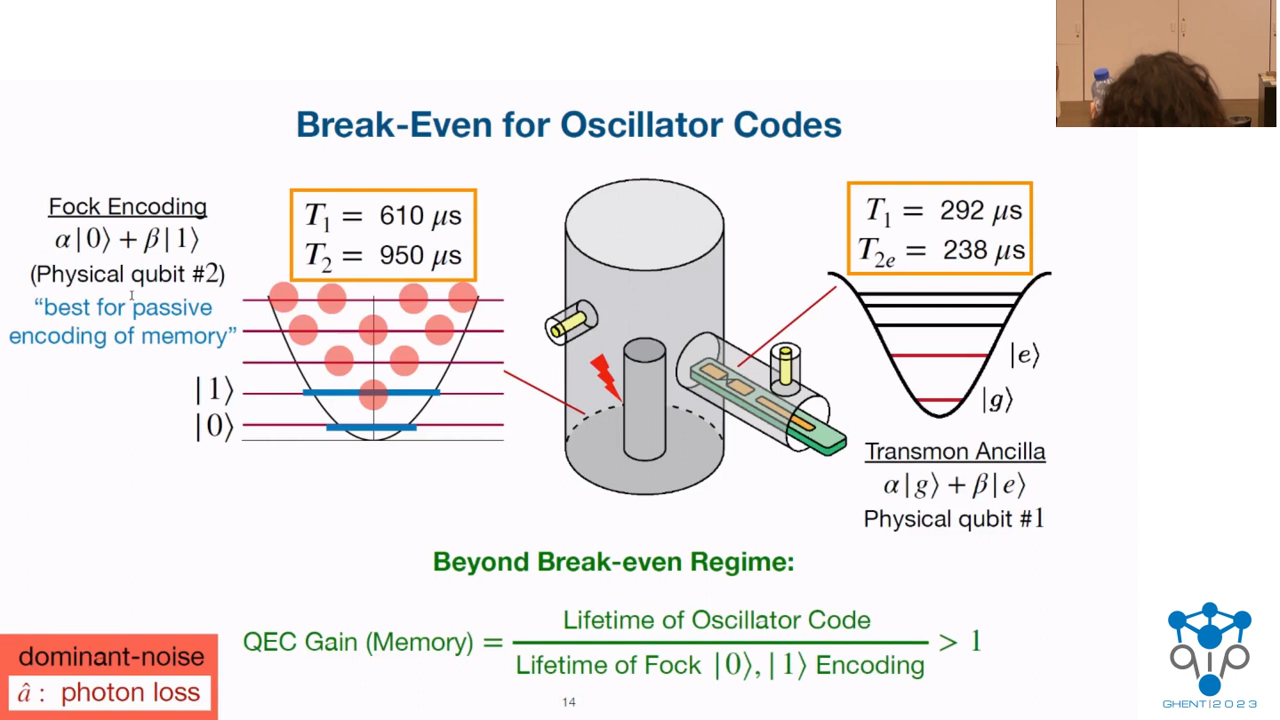 Break-Even for Oscillator Codes
Fock Encoding
α|0⟩ + β|1⟩
(Physical qubit #2)
“best for passive
encoding of memory”
T₁ = 610 μs
T₂ = 950 μs
|1⟩
|0⟩
T₁ = 292 μs
T₂ₑ = 238 μs
|e⟩
|g⟩
Transmon Ancilla
α|g⟩ + β|e⟩
Physical qubit #1
Beyond Break-even Regime:
QEC Gain (Memory) = Lifetime of Oscillator Code / Lifetime of Fock |0⟩, |1⟩ Encoding > 1
dominant-noise
â : photon loss
14
qip
GHENT|2023